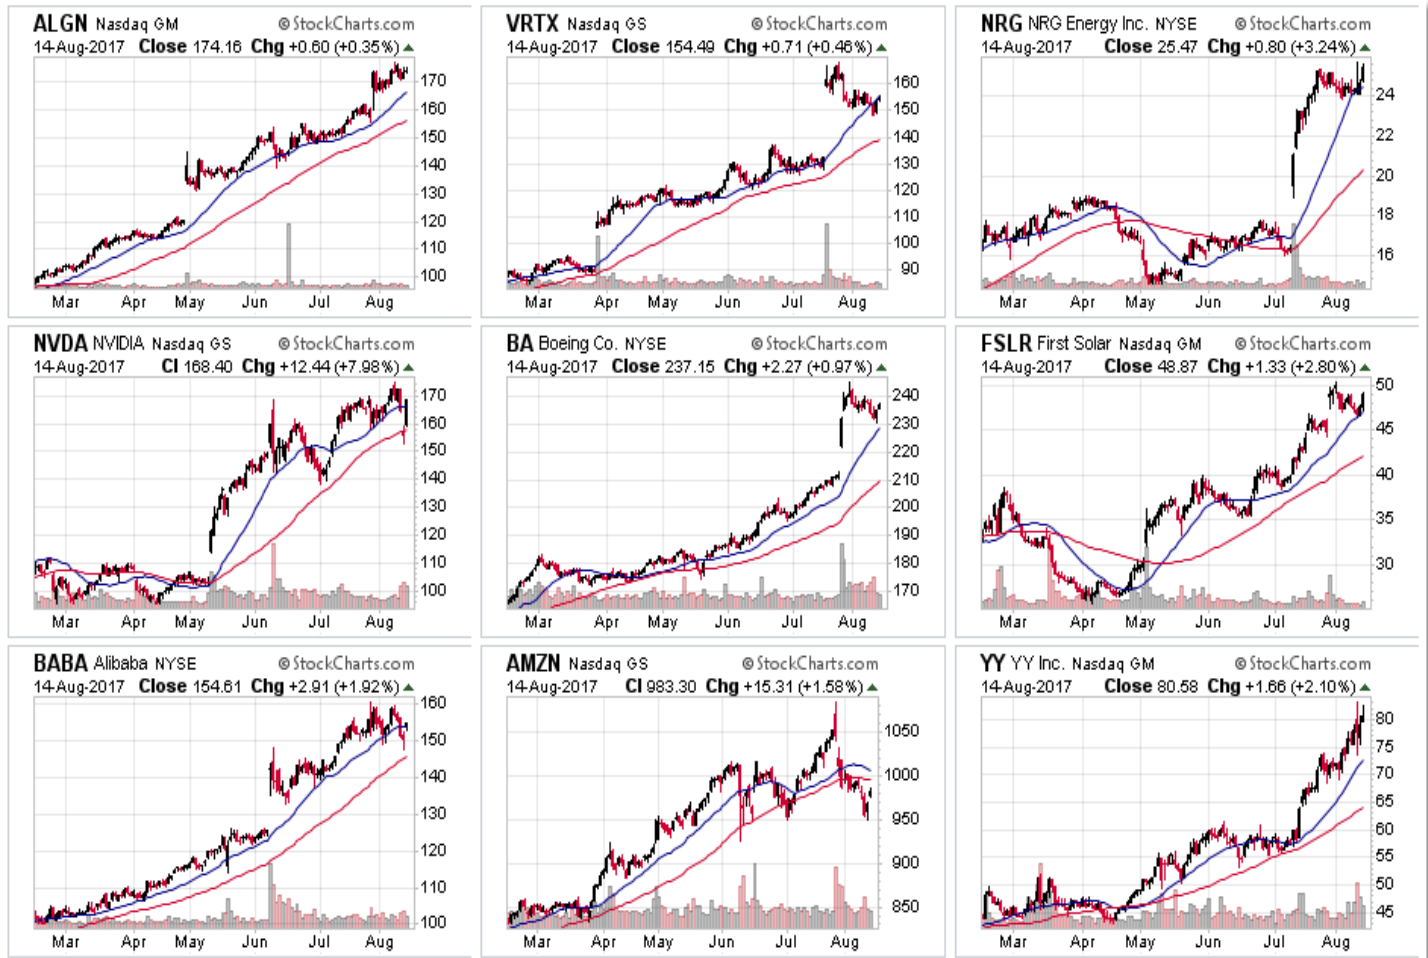 ALGN Nasdaq GM © StockCharts.com
14-Aug-2017 Close 174.16 Chg +0.60 (+0.35%)
170
160
150
140
130
120
110
100
Mar Apr May Jun Jul Aug
VRTX Nasdaq GS © StockCharts.com
14-Aug-2017 Close 154.49 Chg +0.71 (+0.46%)
160
150
140
130
120
110
100
90
Mar Apr May Jun Jul Aug
NRG NRG Energy Inc. NYSE © StockCharts.com
14-Aug-2017 Close 25.47 Chg +0.80 (+3.24%)
24
22
20
18
16
Mar Apr May Jun Jul Aug
NVDA NVIDIA Nasdaq GS © StockCharts.com
14-Aug-2017 Cl 168.40 Chg +12.44 (+7.98%)
170
160
150
140
130
120
110
100
Mar Apr May Jun Jul Aug
BA Boeing Co. NYSE © StockCharts.com
14-Aug-2017 Close 237.15 Chg +2.27 (+0.97%)
240
230
220
210
200
190
180
170
Mar Apr May Jun Jul Aug
FSLR First Solar Nasdaq GM © StockCharts.com
14-Aug-2017 Close 48.87 Chg +1.33 (+2.80%)
50
45
40
35
30
Mar Apr May Jun Jul Aug
BABA Alibaba NYSE © StockCharts.com
14-Aug-2017 Close 154.61 Chg +2.91 (+1.92%)
160
150
140
130
120
110
100
Mar Apr May Jun Jul Aug
AMZN Nasdaq GS © StockCharts.com
14-Aug-2017 Cl 983.30 Chg +15.31 (+1.58%)
1050
1000
950
900
850
Mar Apr May Jun Jul Aug
YY YY Inc. Nasdaq GM © StockCharts.com
14-Aug-2017 Close 80.58 Chg +1.66 (+2.10%)
80
75
70
65
60
55
50
45
Mar Apr May Jun Jul Aug